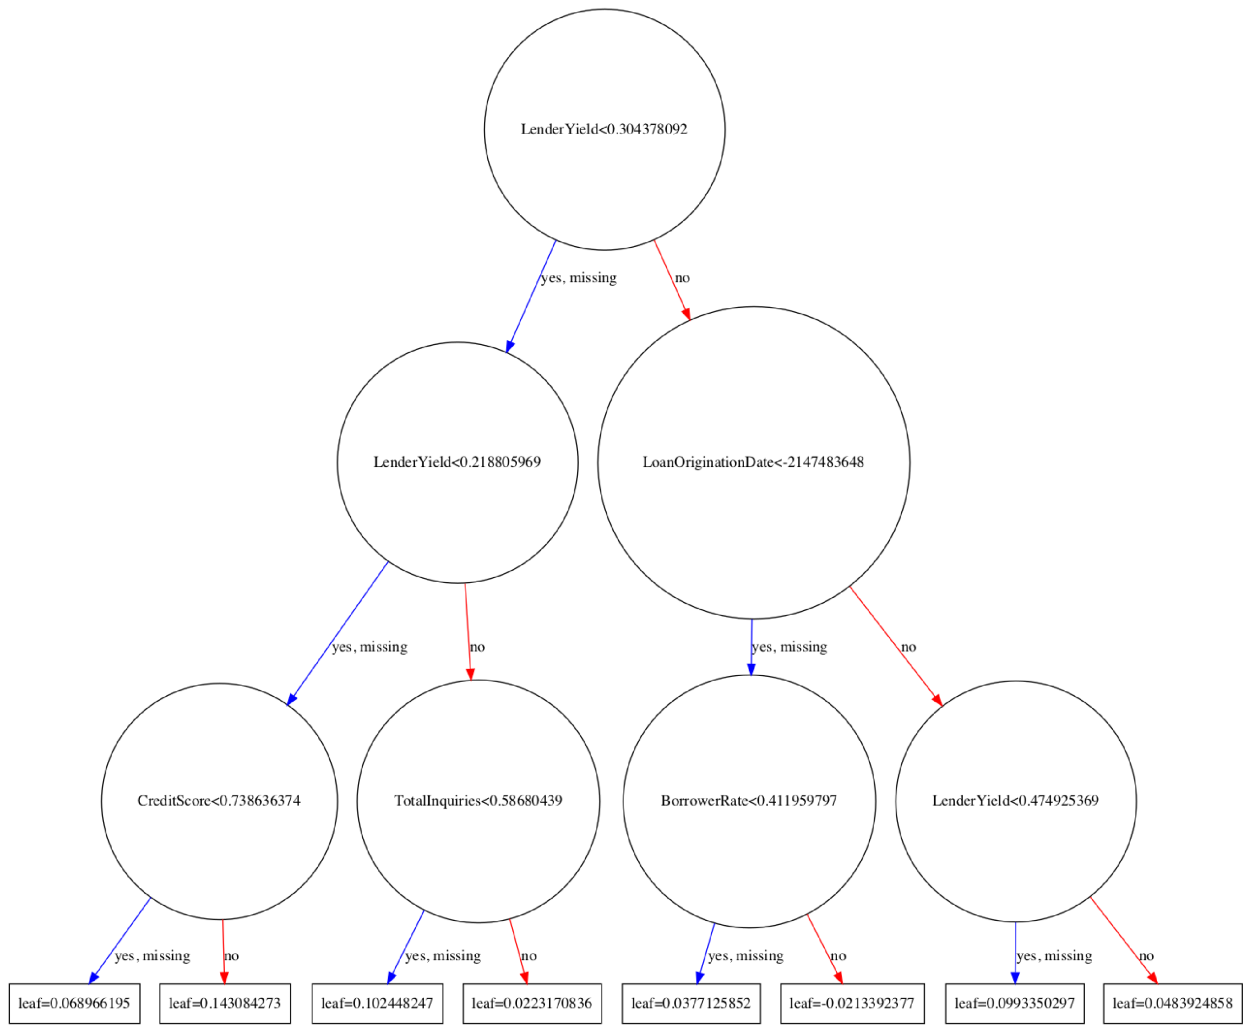 LenderYield<0.304378092
yes, missing
no
LenderYield<0.218805969
LoanOriginationDate<-2147483648
yes, missing
no
yes, missing
no
CreditScore<0.738636374
TotalInquiries<0.58680439
BorrowerRate<0.411959797
LenderYield<0.474925369
yes, missing
no
yes, missing
no
yes, missing
no
yes, missing
no
leaf=0.068966195
leaf=0.143084273
leaf=0.102448247
leaf=0.0223170836
leaf=0.0377125852
leaf=-0.0213392377
leaf=0.0993350297
leaf=0.0483924858